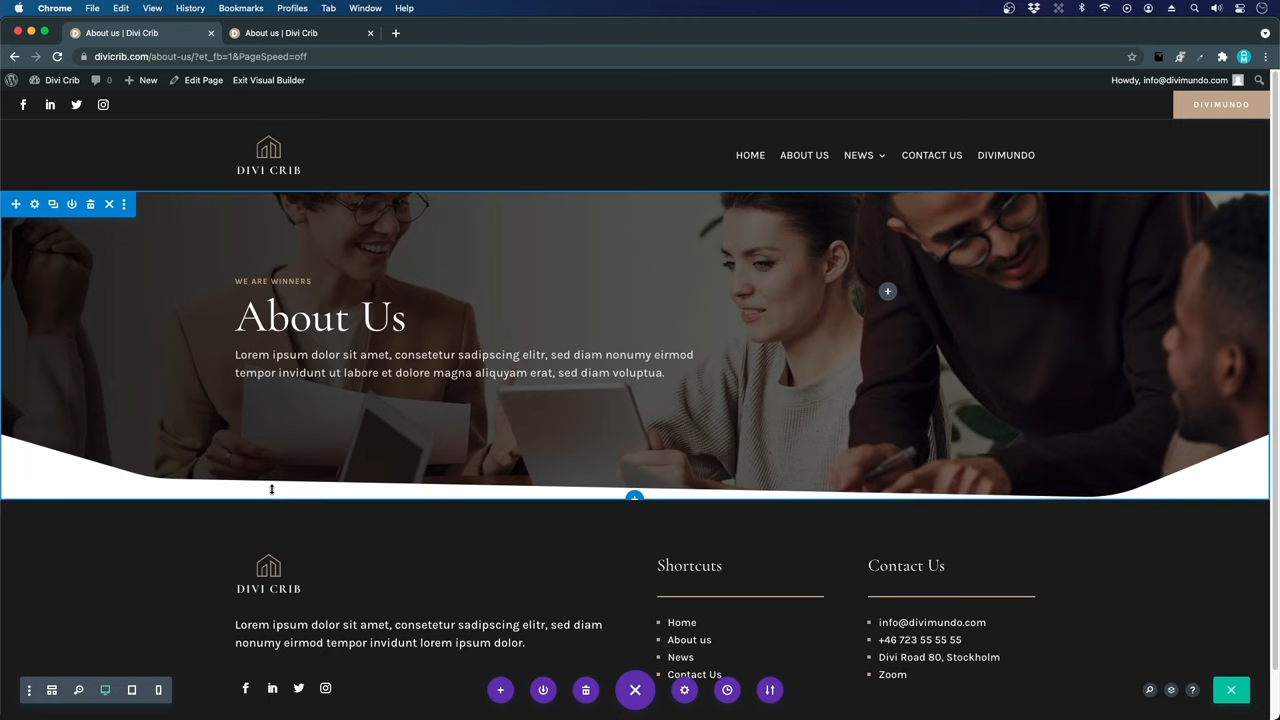 Chrome File Edit View History Bookmarks Profiles Tab Window Help
About us | Divi Crib
About us | Divi Crib
divicrib.com/about-us/?et_fb=1&PageSpeed=off
Divi Crib 0 New Edit Page Exit Visual Builder Howdy, info@divimundo.com
DIVIMUNDO
DIVI CRIB
HOME ABOUT US NEWS CONTACT US DIVIMUNDO
WE ARE WINNERS
About Us
Lorem ipsum dolor sit amet, consetetur sadipscing elitr, sed diam nonumy eirmod
tempor invidunt ut labore et dolore magna aliquyam erat, sed diam voluptua.
DIVI CRIB
Lorem ipsum dolor sit amet, consetetur sadipscing elitr, sed diam
nonumy eirmod tempor invidunt lorem ipsum dolor.
Shortcuts
Home
About us
News
Contact Us
Contact Us
info@divimundo.com
+46 723 55 55 55
Divi Road 80, Stockholm
Zoom